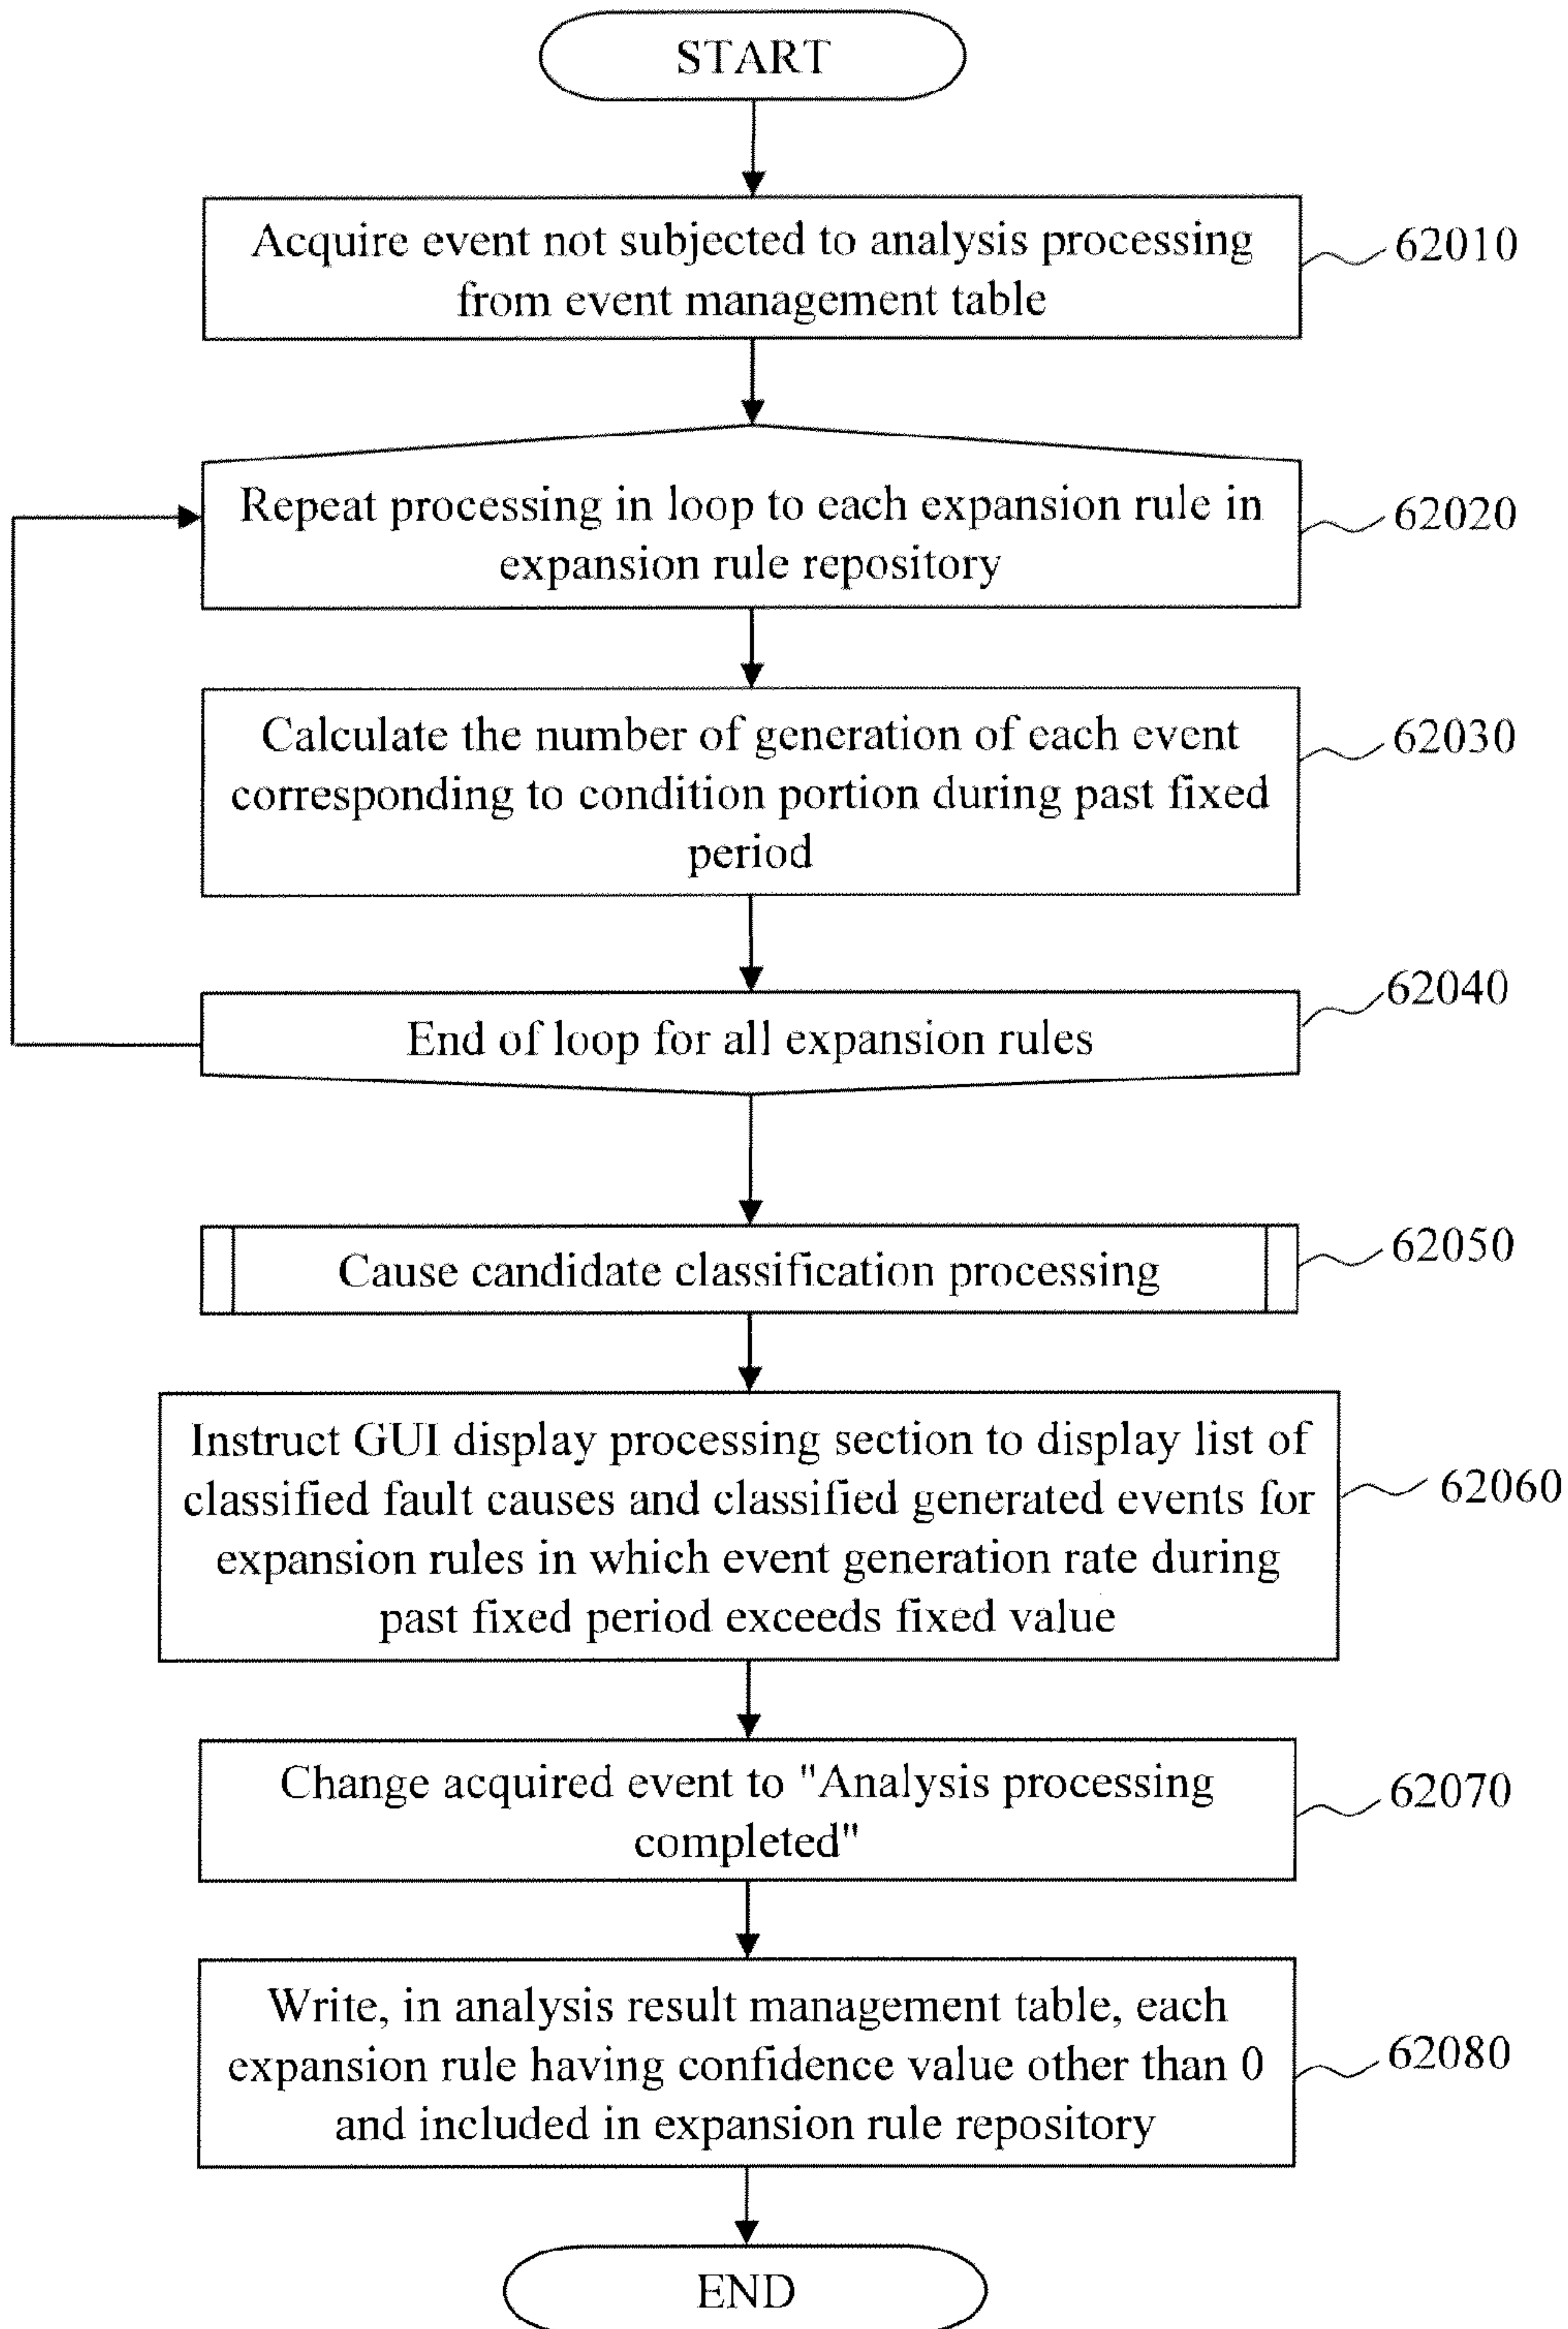 START
Acquire event not subjected to analysis processing
from event management table
62010
Repeat processing in loop to each expansion rule in
expansion rule repository
62020
Calculate the number of generation of each event
corresponding to condition portion during past fixed
period
62030
End of loop for all expansion rules
62040
Cause candidate classification processing
62050
Instruct GUI display processing section to display list of
classified fault causes and classified generated events for
expansion rules in which event generation rate during
past fixed period exceeds fixed value
62060
Change acquired event to "Analysis processing
completed"
62070
Write, in analysis result management table, each
expansion rule having confidence value other than 0
and included in expansion rule repository
62080
END